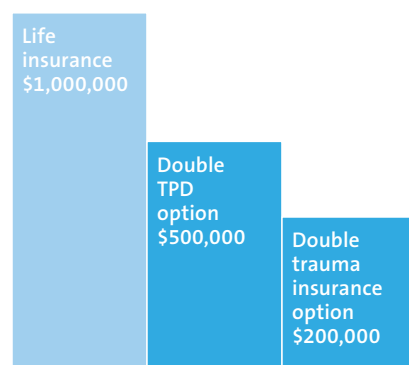 Life
insurance
$1,000,000
Double
TPD
option
$500,000
Double
trauma
insurance
option
$200,000